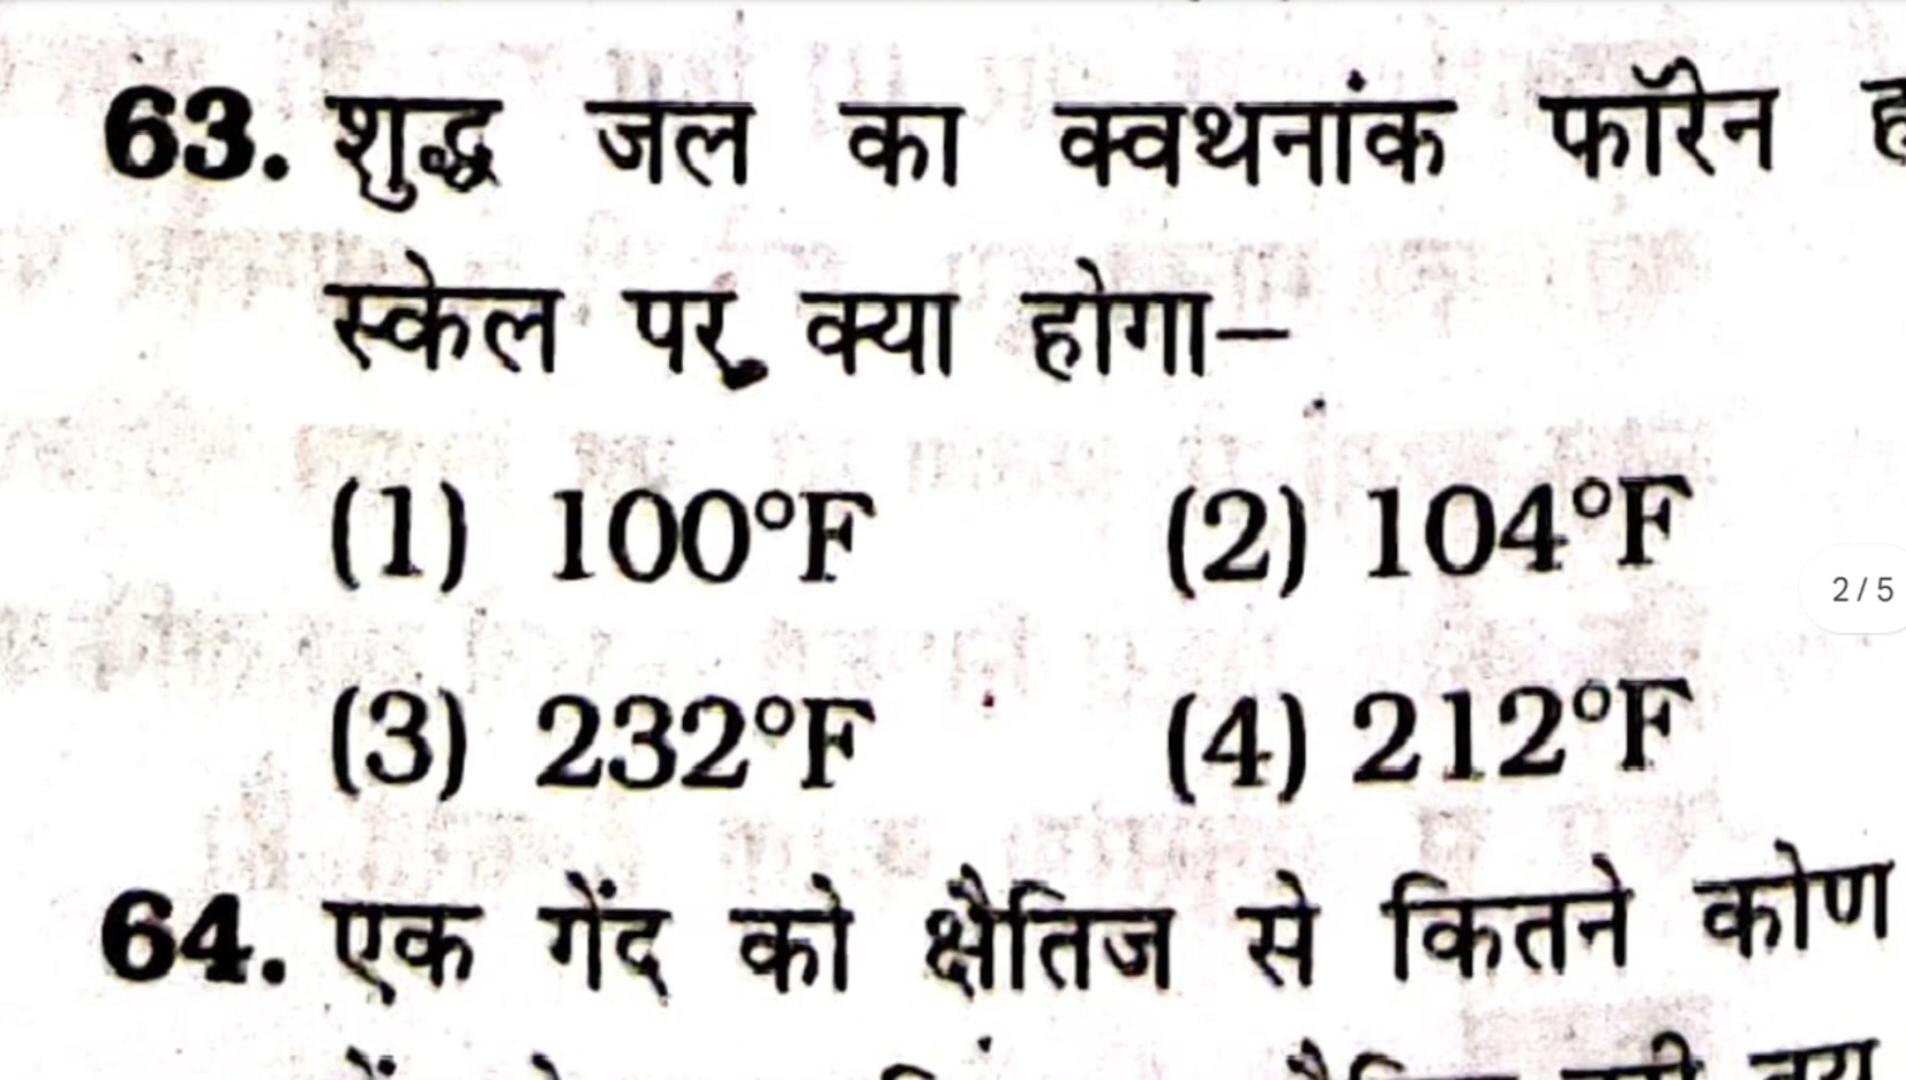 63. शुद्ध जल का क्वथनांक फॉरेन
स्केल पर क्या होगा–
(1) 100°F (2) 104°F
2 / 5
(3) 232°F (4) 212°F
64. एक गेंद को क्षैतिज से कितने कोण